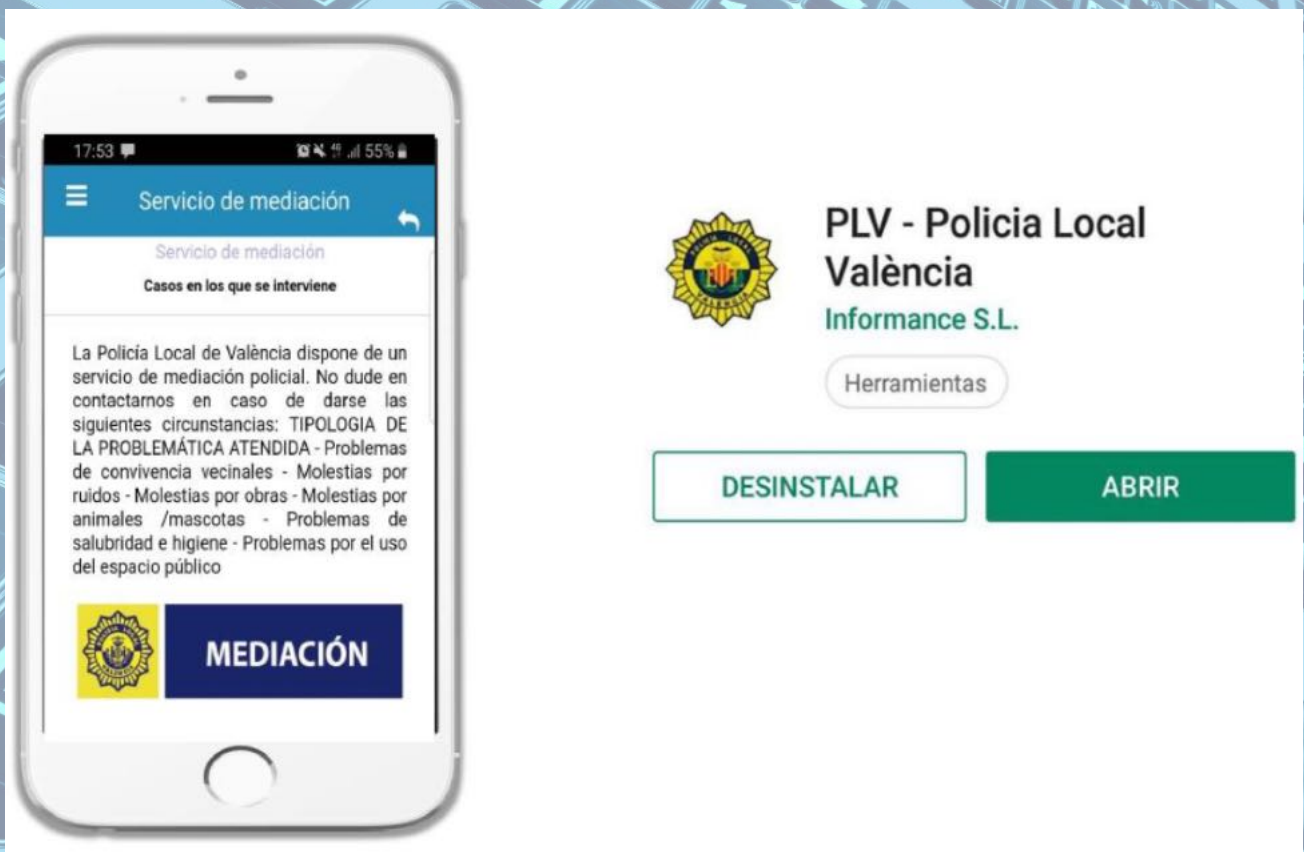 17:53
55%
Servicio de mediación
Servicio de mediación
Casos en los que se interviene
La Policía Local de València dispone de un
servicio de mediación policial. No dude en
contactarnos en caso de darse las
siguientes circunstancias: TIPOLOGIA DE
LA PROBLEMÁTICA ATENDIDA - Problemas
de convivencia vecinales - Molestias por
ruidos - Molestias por obras - Molestias por
animales /mascotas - Problemas de
salubridad e higiene - Problemas por el uso
del espacio público
MEDIACIÓN
PLV - Policia Local
València
Informance S.L.
Herramientas
DESINSTALAR
ABRIR